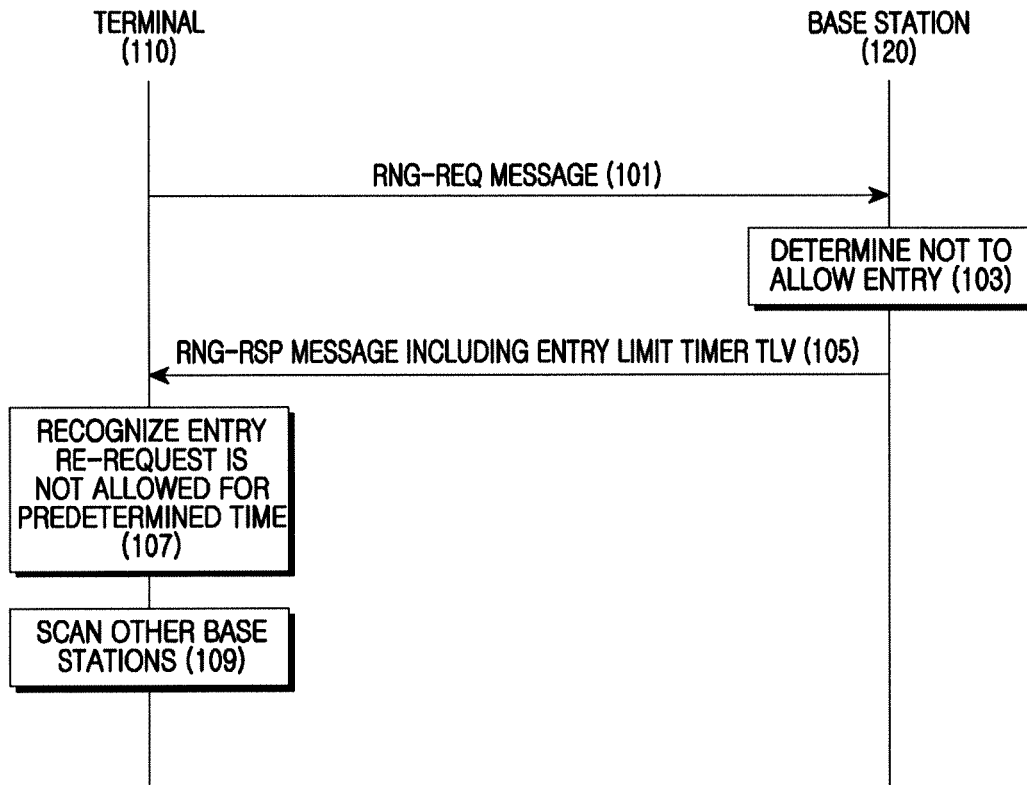 TERMINAL
(110)
BASE STATION
(120)
RNG-REQ MESSAGE (101)
DETERMINE NOT TO
ALLOW ENTRY (103)
RNG-RSP MESSAGE INCLUDING ENTRY LIMIT TIMER TLV (105)
RECOGNIZE ENTRY
RE-REQUEST IS
NOT ALLOWED FOR
PREDETERMINED TIME
(107)
SCAN OTHER BASE
STATIONS (109)